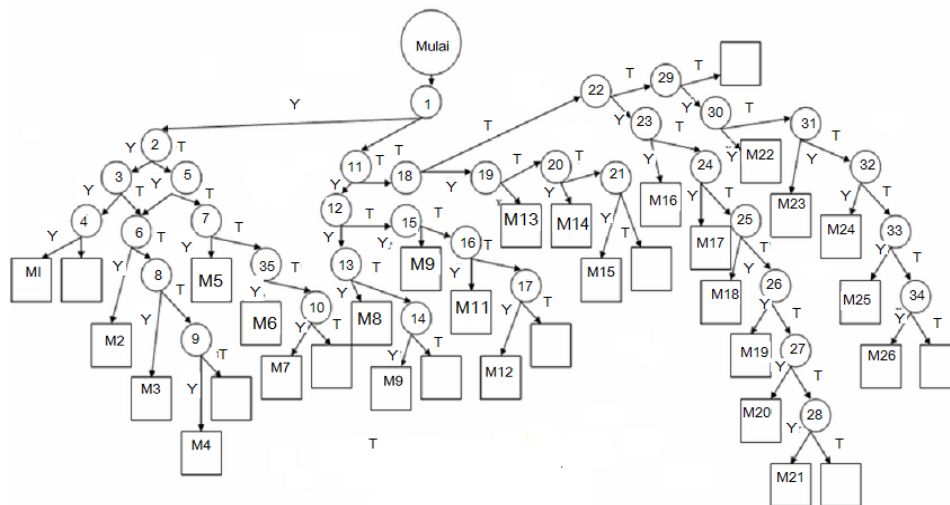 Mulai
1
Y
2
Y
T
3
5
Y
T
Y
T
4
6
7
Y
T
Y
T
Y
T
M1
8
M5
35
Y
T
Y
T
M2
9
M6
10
Y
T
Y
T
M3
M7
M4
T
11
T
Y
12
T
18
Y
T
13
15
Y
T
Y
T
M8
14
M9
16
Y
T
Y
T
M9
M11
17
Y
T
M12
T
Y
19
T
Y
M13
20
Y
T
M14
21
Y
T
M15
22
T
Y
29
T
Y
23
T
Y
M16
24
Y
T
M17
25
Y
T
M18
26
Y
T
M19
27
Y
T
M20
28
Y
T
M21
30
T
Y
M22
31
Y
T
M23
32
Y
T
M24
33
Y
T
M25
34
Y
T
M26
T